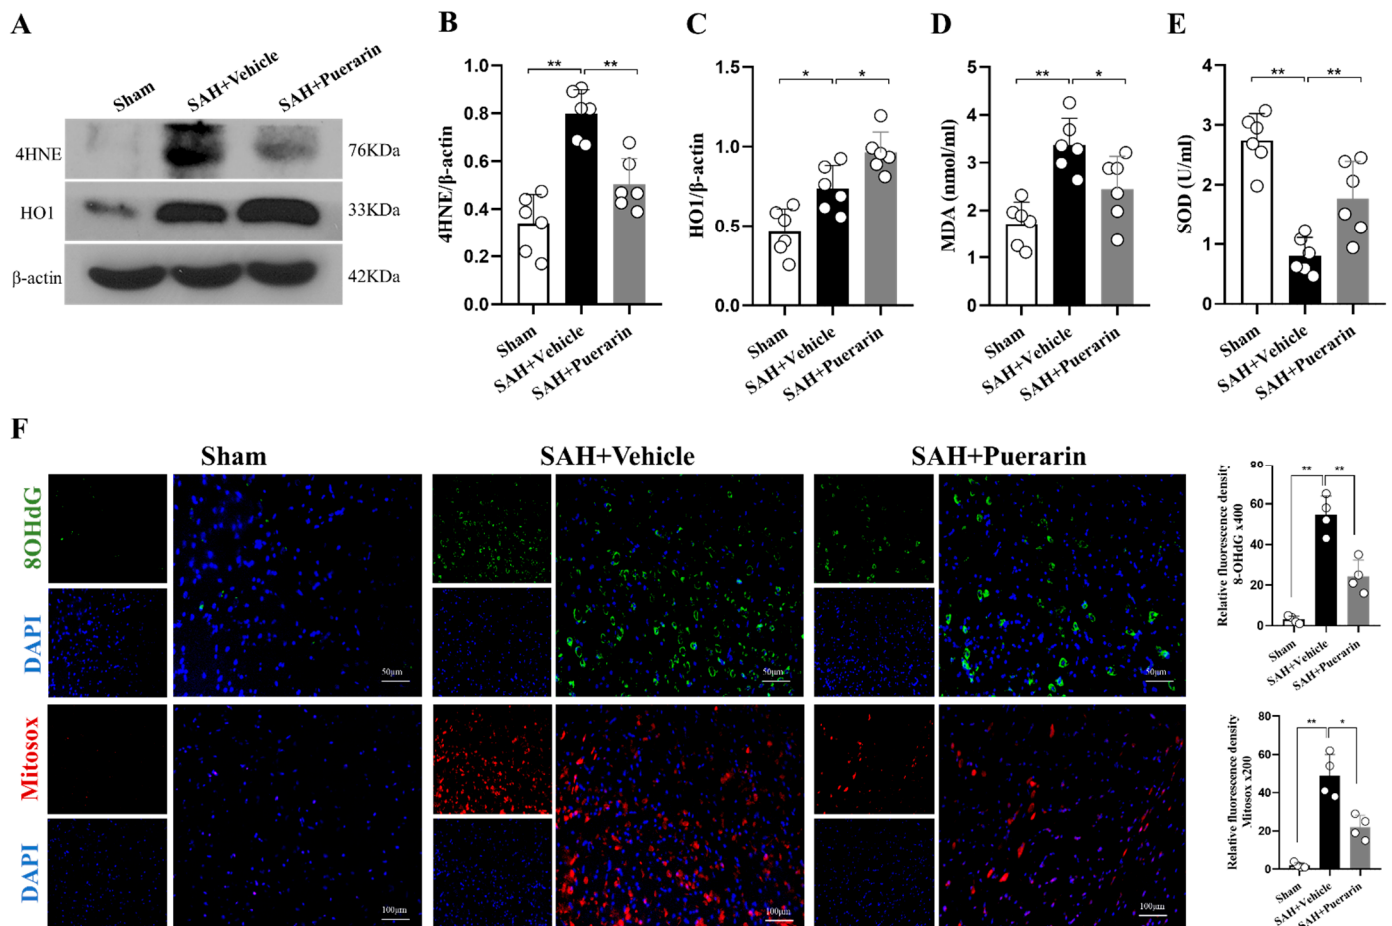 A
Sham
SAH+Vehicle
SAH+Puerarin
4HNE
76KDa
HO1
33KDa
β-actin
42KDa
B
4HNE/β-actin
1.0
0.8
0.6
0.4
0.2
0.0
** **
Sham
SAH+Vehicle
SAH+Puerarin
C
HO1/β-actin
1.5
1.0
0.5
0.0
* *
Sham
SAH+Vehicle
SAH+Puerarin
D
MDA (nmol/ml)
5
4
3
2
1
0
** *
Sham
SAH+Vehicle
SAH+Puerarin
E
SOD (U/ml)
4
3
2
1
0
** **
Sham
SAH+Vehicle
SAH+Puerarin
F
Sham
SAH+Vehicle
SAH+Puerarin
8OHdG
DAPI
50μm
50μm
50μm
Mitosox
DAPI
100μm
100μm
100μm
Relative fluorescence density
8-OHdG x400
80
60
40
20
0
** **
Sham
SAH+Vehicle
SAH+Puerarin
Relative fluorescence density
Mitosox x200
80
60
40
20
0
** *
Sham
SAH+Vehicle
SAH+Puerarin